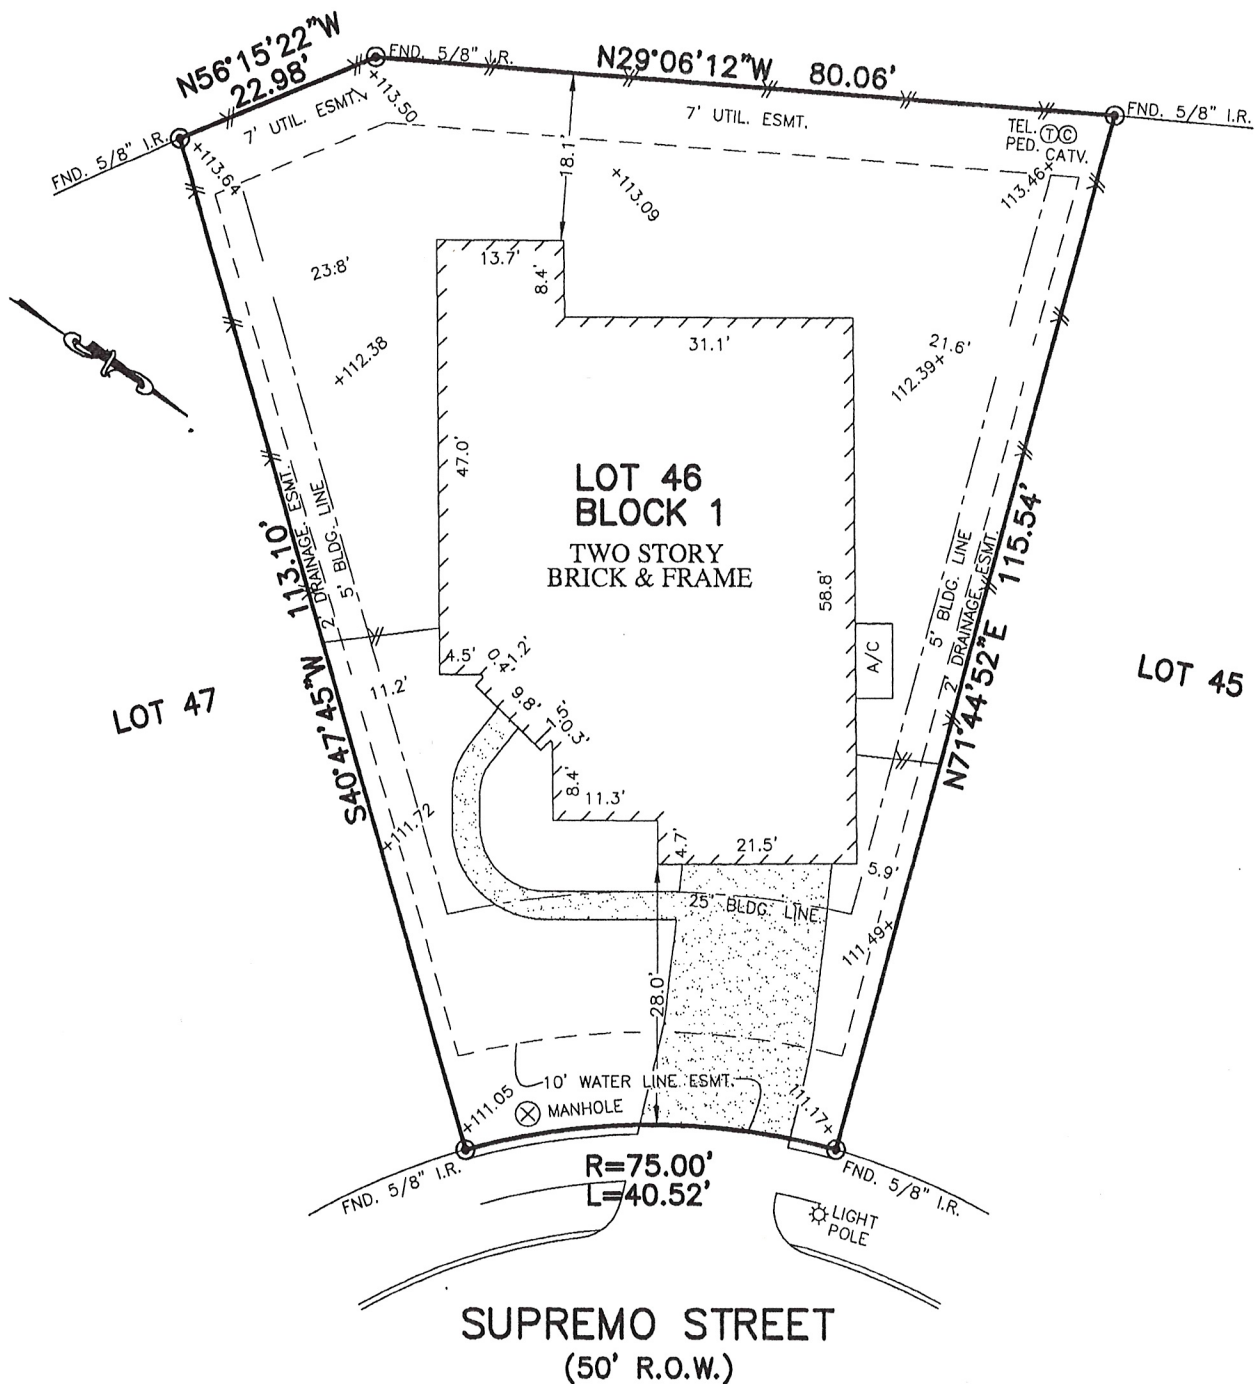 N56°15'22"W
22.98'
FND. 5/8" I.R.
N29°06'12"W 80.06'
FND. 5/8" I.R.
FND. 5/8" I.R.
7' UTIL. ESMT.
7' UTIL. ESMT.
TEL. T C
PED. CATV.
+113.50
+113.64
18.1'
+113.09
113.46+
13.7'
8.4'
23.8'
31.1'
21.6'
+112.38
112.39+
47.0'
LOT 46
BLOCK 1
TWO STORY
BRICK & FRAME
58.8'
2' DRAINAGE. ESMT.
5' BLDG. LINE
113.10'
S40°47'45"W
5' BLDG. LINE
2' DRAINAGE ESMT.
N71°44'52"E 115.54'
A/C
LOT 47
LOT 45
4.5'
0.4'
1.2'
9.8'
1.5'
0.3'
11.2'
8.4'
11.3'
4.7'
21.5'
5.9'
+111.72
25' BLDG. LINE.
111.49+
28.0'
10' WATER LINE ESMT.
MANHOLE
+111.05
111.17+
R=75.00'
L=40.52'
FND. 5/8" I.R.
FND. 5/8" I.R.
LIGHT
POLE
SUPREMO STREET
(50' R.O.W.)